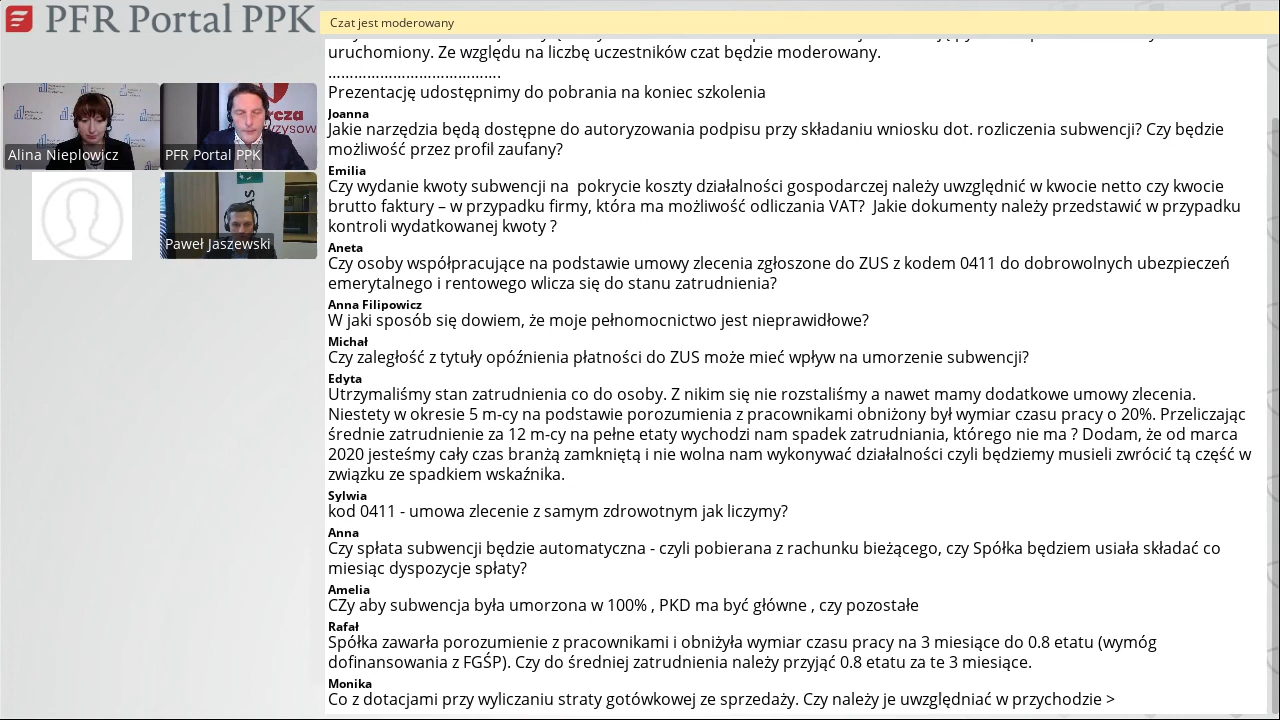 PFR Portal PPK
Czat jest moderowany
uruchomiony. Ze względu na liczbę uczestników czat będzie moderowany.
………………………………….
Prezentację udostępnimy do pobrania na koniec szkolenia
Joanna
Jakie narzędzia będą dostępne do autoryzowania podpisu przy składaniu wniosku dot. rozliczenia subwencji? Czy będzie
możliwość przez profil zaufany?
Emilia
Czy wydanie kwoty subwencji na  pokrycie koszty działalności gospodarczej należy uwzględnić w kwocie netto czy kwocie
brutto faktury – w przypadku firmy, która ma możliwość odliczania VAT?  Jakie dokumenty należy przedstawić w przypadku
kontroli wydatkowanej kwoty ?
Aneta
Czy osoby współpracujące na podstawie umowy zlecenia zgłoszone do ZUS z kodem 0411 do dobrowolnych ubezpieczeń
emerytalnego i rentowego wlicza się do stanu zatrudnienia?
Anna Filipowicz
W jaki sposób się dowiem, że moje pełnomocnictwo jest nieprawidłowe?
Michał
Czy zaległość z tytuły opóźnienia płatności do ZUS może mieć wpływ na umorzenie subwencji?
Edyta
Utrzymaliśmy stan zatrudnienia co do osoby. Z nikim się nie rozstaliśmy a nawet mamy dodatkowe umowy zlecenia.
Niestety w okresie 5 m-cy na podstawie porozumienia z pracownikami obniżony był wymiar czasu pracy o 20%. Przeliczając
średnie zatrudnienie za 12 m-cy na pełne etaty wychodzi nam spadek zatrudniania, którego nie ma ? Dodam, że od marca
2020 jesteśmy cały czas branżą zamkniętą i nie wolna nam wykonywać działalności czyli będziemy musieli zwrócić tą część w
związku ze spadkiem wskaźnika.
Sylwia
kod 0411 - umowa zlecenie z samym zdrowotnym jak liczymy?
Anna
Czy spłata subwencji będzie automatyczna - czyli pobierana z rachunku bieżącego, czy Spółka będziem usiała składać co
miesiąc dyspozycje spłaty?
Amelia
CZy aby subwencja była umorzona w 100% , PKD ma być główne , czy pozostałe
Rafał
Spółka zawarła porozumienie z pracownikami i obniżyła wymiar czasu pracy na 3 miesiące do 0.8 etatu (wymóg
dofinansowania z FGŚP). Czy do średniej zatrudnienia należy przyjąć 0.8 etatu za te 3 miesiące.
Monika
Co z dotacjami przy wyliczaniu straty gotówkowej ze sprzedaży. Czy należy je uwzględniać w przychodzie >
Alina Nieplowicz
PFR Portal PPK
Paweł Jaszewski